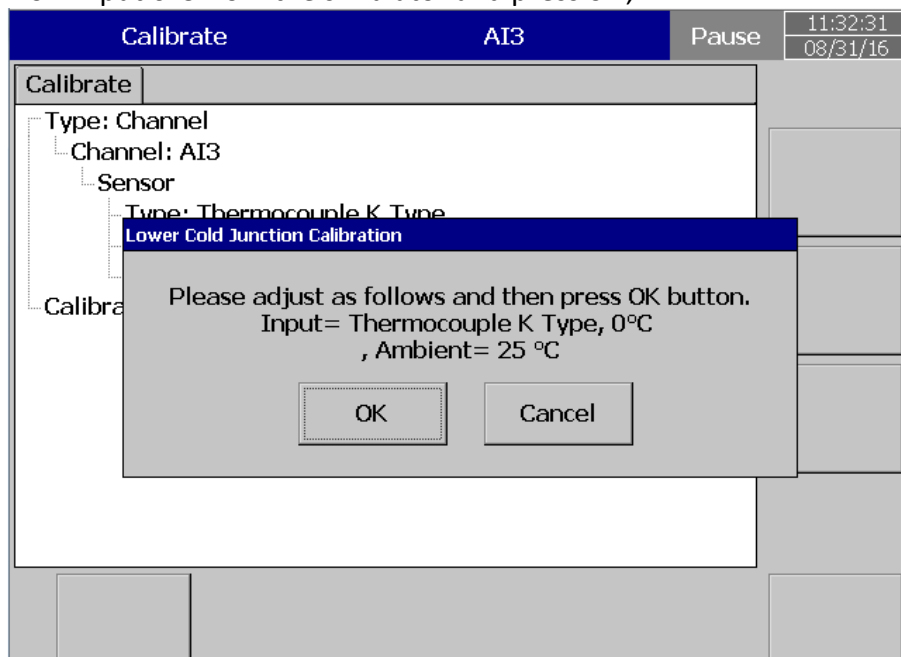 Calibrate AI3 Pause 11:32:31
08/31/16
Calibrate
Type: Channel
Channel: AI3
Sensor
Type: Thermocouple K Type
Lower Cold Junction Calibration
Please adjust as follows and then press OK button.
Input= Thermocouple K Type, 0°C
, Ambient= 25 °C
Calibra
OK Cancel